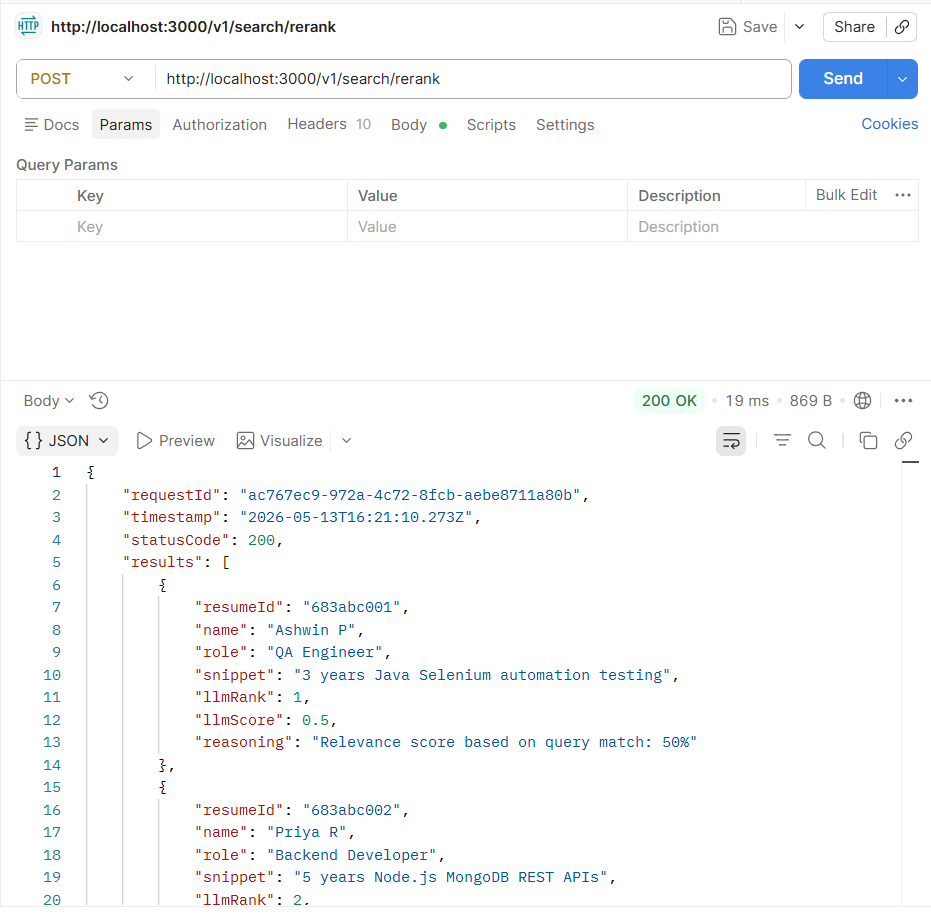 HTTP http://localhost:3000/v1/search/rerank Save Share
POST http://localhost:3000/v1/search/rerank Send
Docs Params Authorization Headers 10 Body Scripts Settings Cookies
Query Params
Key Value Description Bulk Edit
Key Value Description
Body 200 OK 19 ms 869 B
{} JSON Preview Visualize
1 {
2 "requestId": "ac767ec9-972a-4c72-8fcb-aebe8711a80b",
3 "timestamp": "2026-05-13T16:21:10.273Z",
4 "statusCode": 200,
5 "results": [
6 {
7 "resumeId": "683abc001",
8 "name": "Ashwin P",
9 "role": "QA Engineer",
10 "snippet": "3 years Java Selenium automation testing",
11 "llmRank": 1,
12 "llmScore": 0.5,
13 "reasoning": "Relevance score based on query match: 50%"
14 },
15 {
16 "resumeId": "683abc002",
17 "name": "Priya R",
18 "role": "Backend Developer",
19 "snippet": "5 years Node.js MongoDB REST APIs",
20 "llmRank": 2,